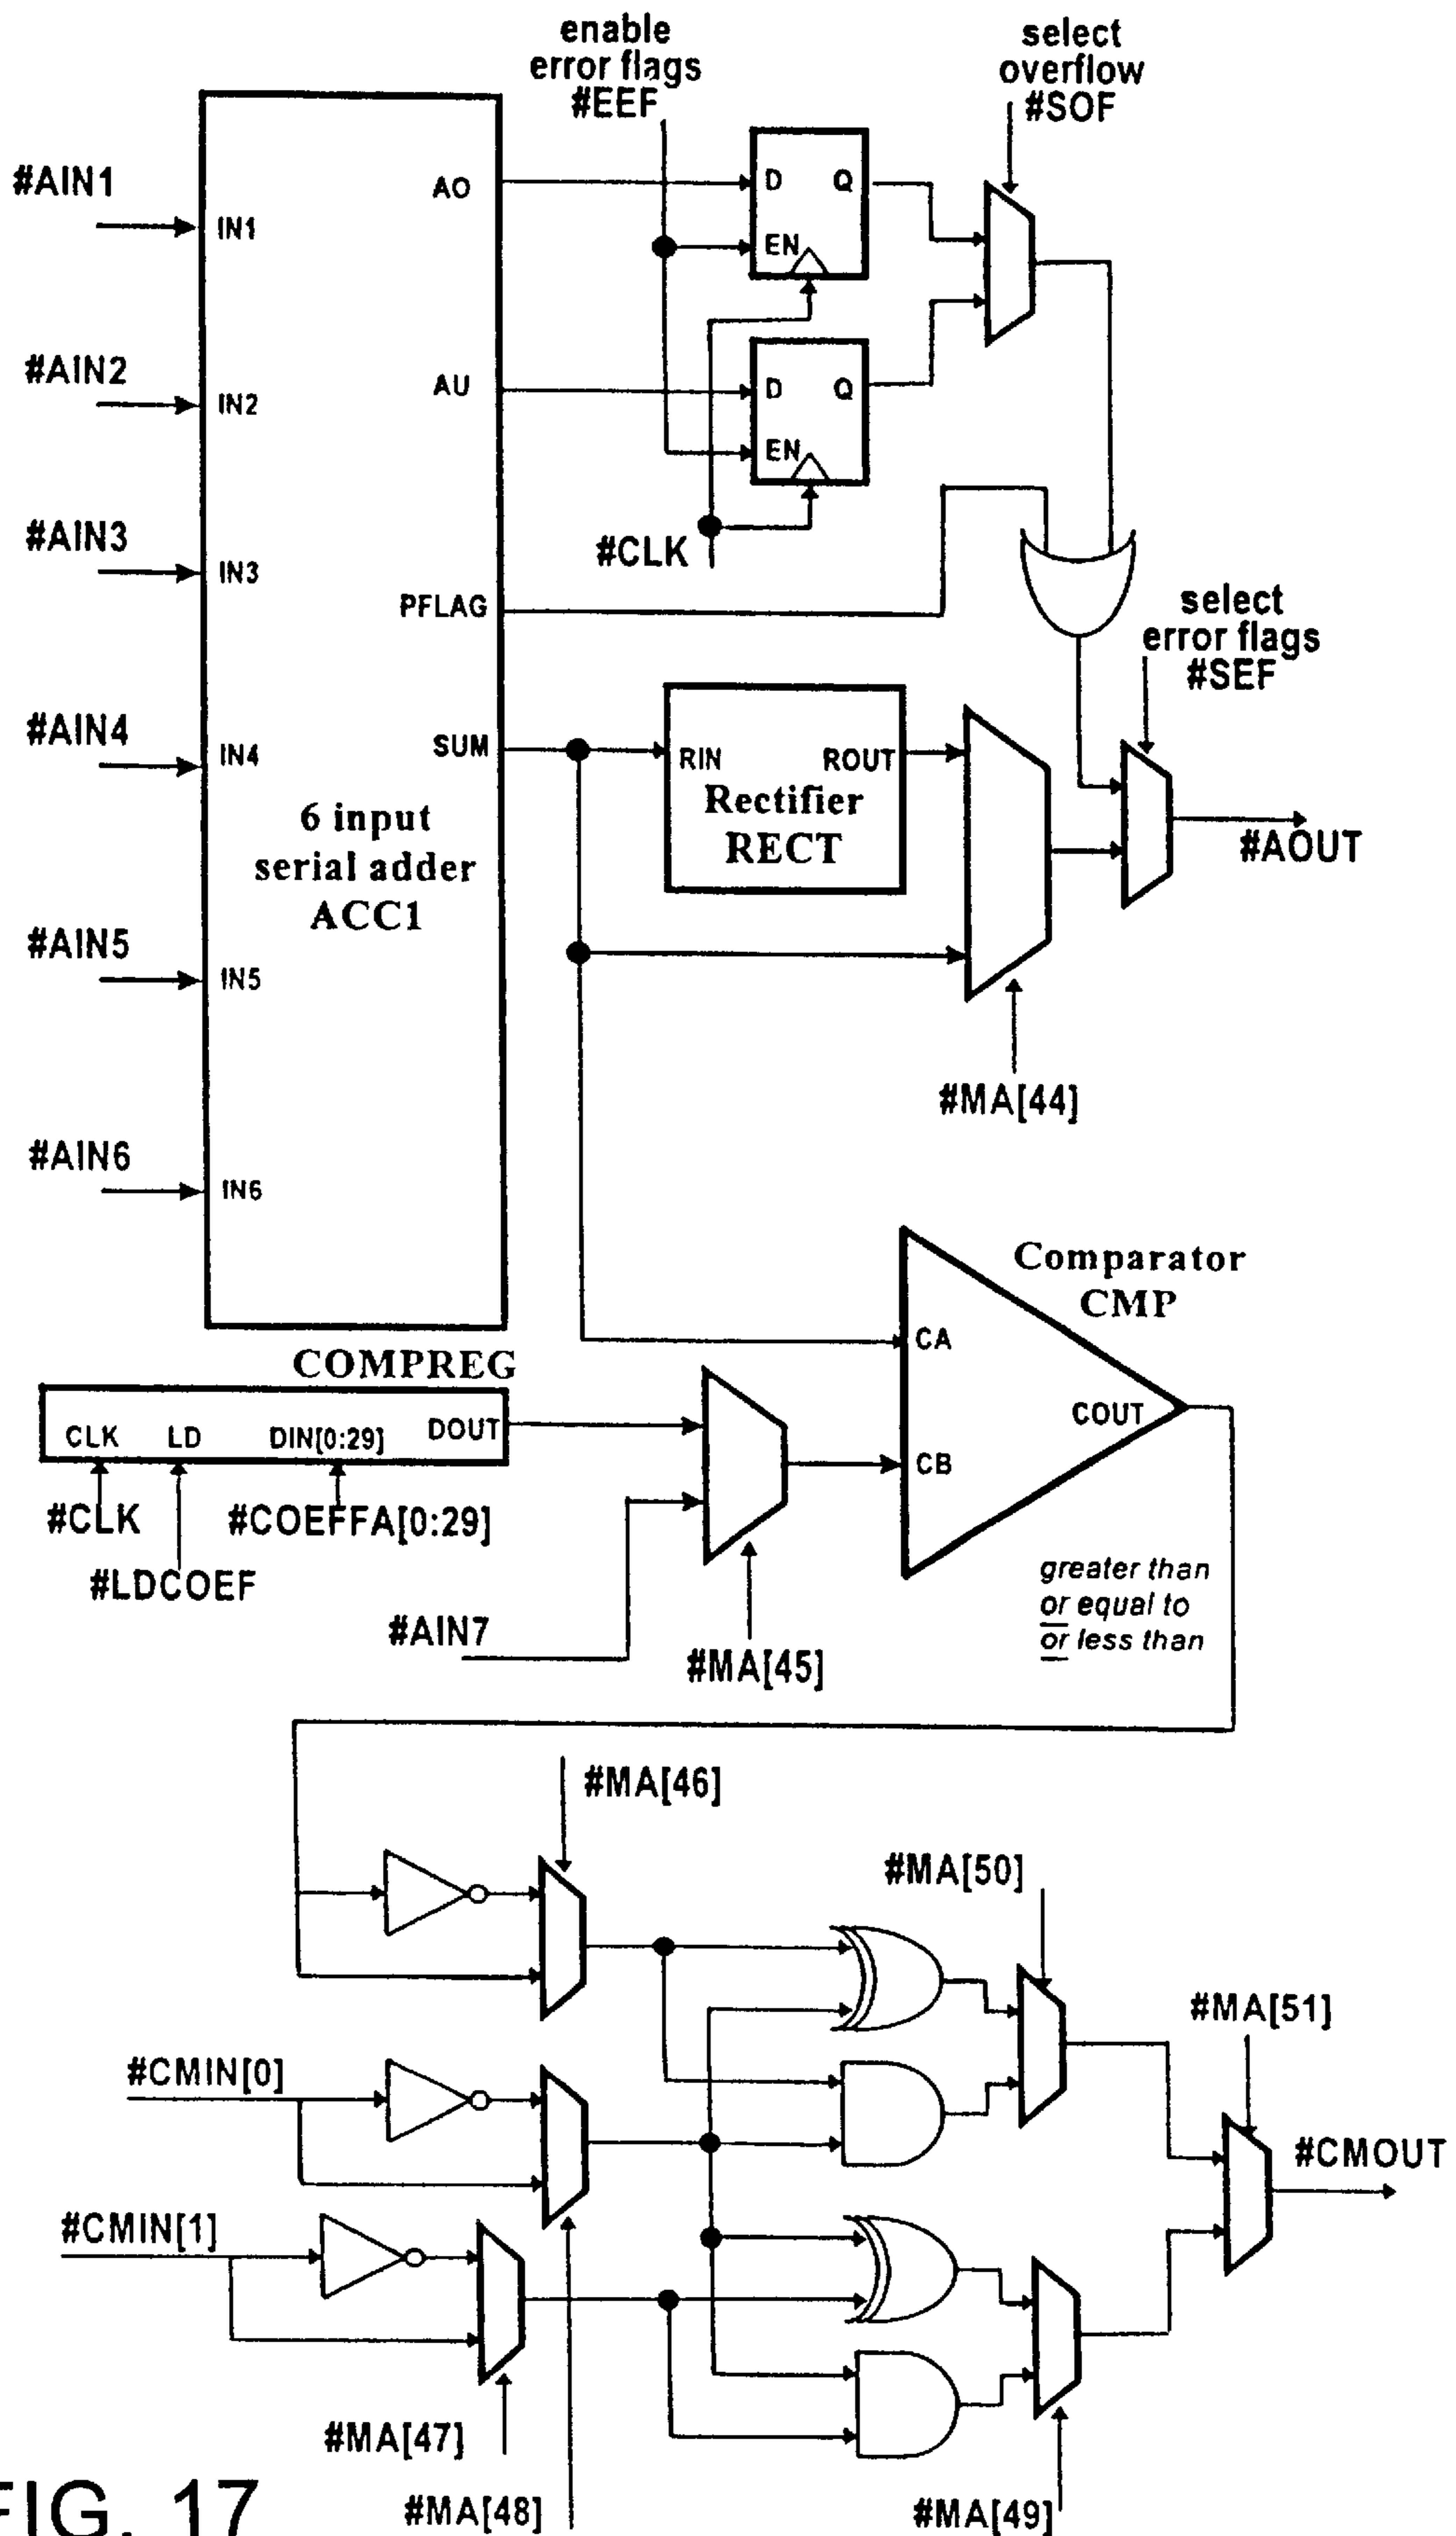 enable
error flags
#EEF
select
overflow
#SOF
#AIN1
IN1
AO
D
Q
EN
#AIN2
IN2
AU
D
Q
EN
#AIN3
IN3
#CLK
PFLAG
select
error flags
#SEF
#AIN4
IN4
SUM
RIN
ROUT
Rectifier
RECT
6 input
serial adder
ACC1
#AOUT
#AIN5
IN5
#MA[44]
#AIN6
IN6
Comparator
CMP
CA
COMPREG
CLK
LD
DIN[0:29]
DOUT
COUT
CB
#CLK
#COEFFA[0:29]
#LDCOEF
greater than
or equal to
or less than
#AIN7
#MA[45]
#MA[46]
#MA[50]
#MA[51]
#CMIN[0]
#CMOUT
#CMIN[1]
#MA[47]
#MA[48]
#MA[49]
FIG. 17